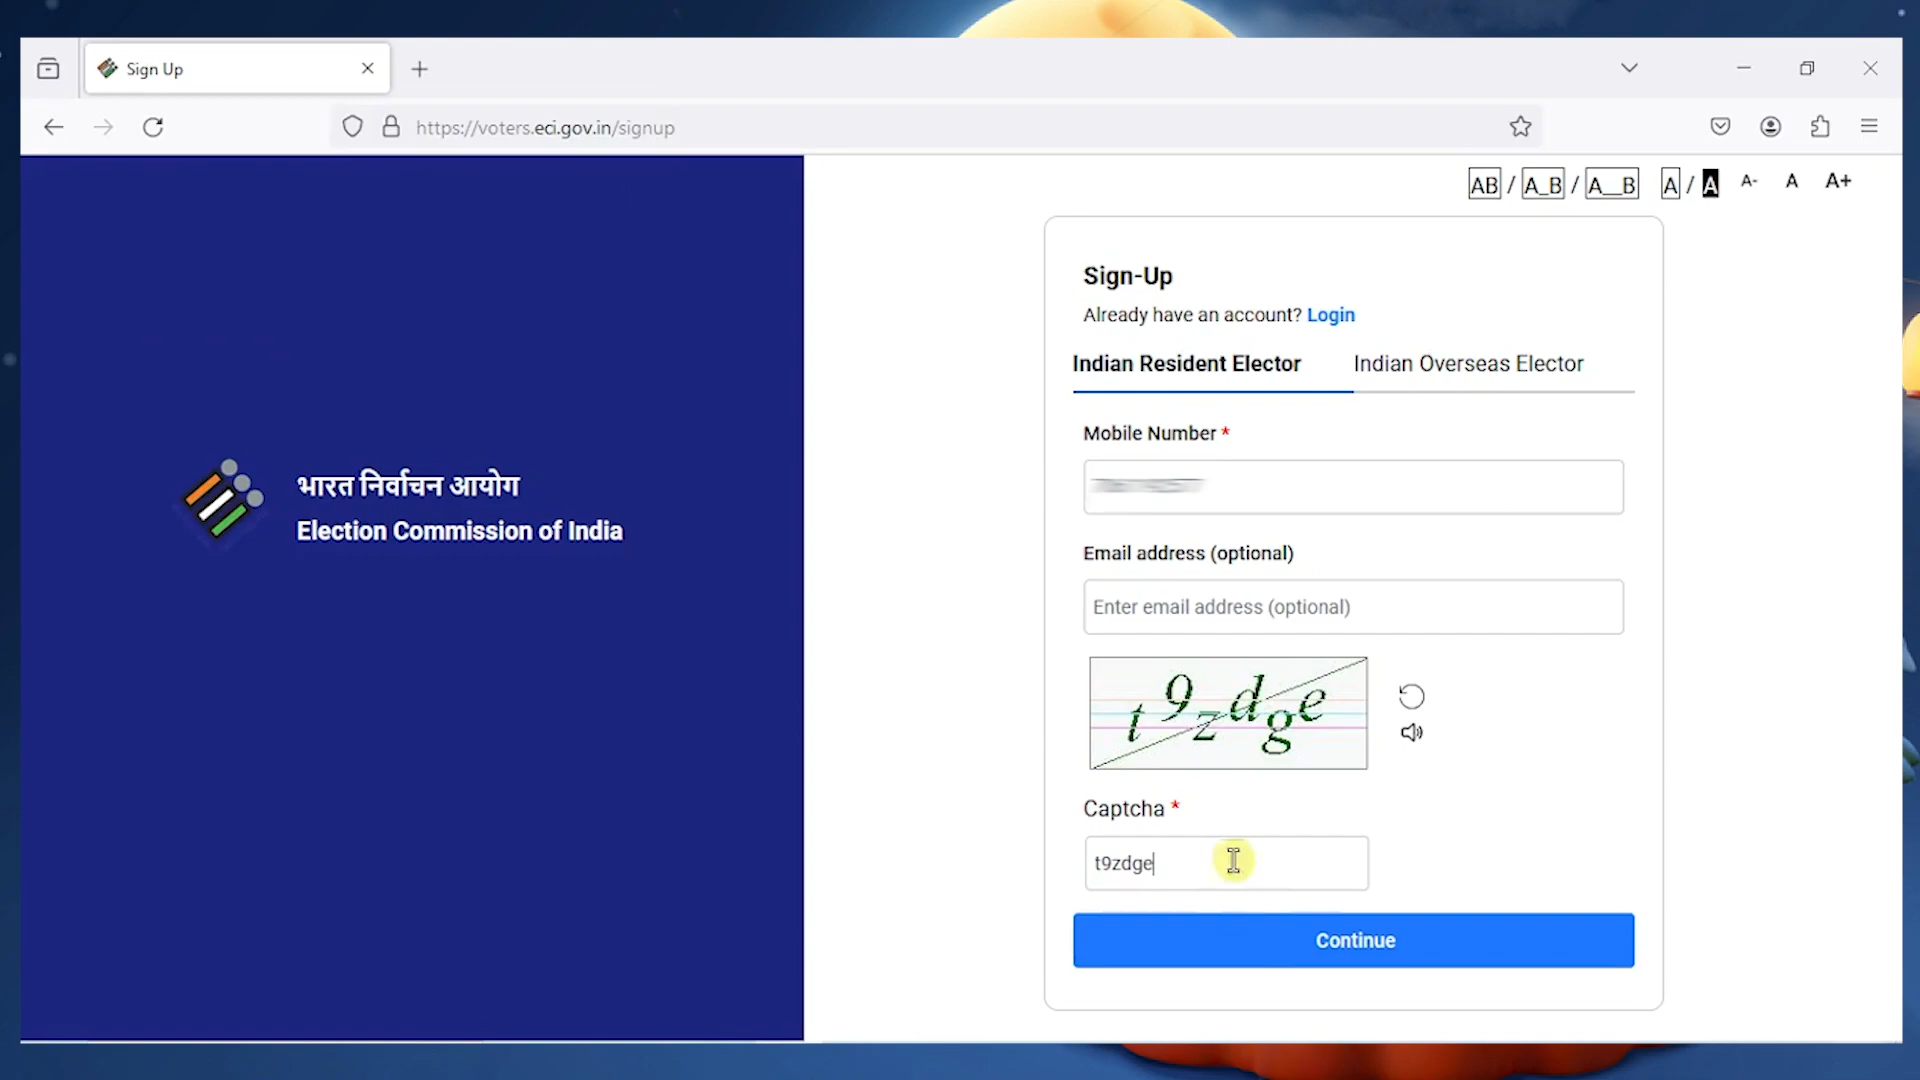 Sign Up
https://voters.eci.gov.in/signup
AB / A_B / A__B A / A A- A A+
Sign-Up
Already have an account? Login
Indian Resident Elector Indian Overseas Elector
Mobile Number *
Email address (optional)
Enter email address (optional)
t9zdge
Captcha *
t9zdge
Continue
भारत निर्वाचन आयोग
Election Commission of India